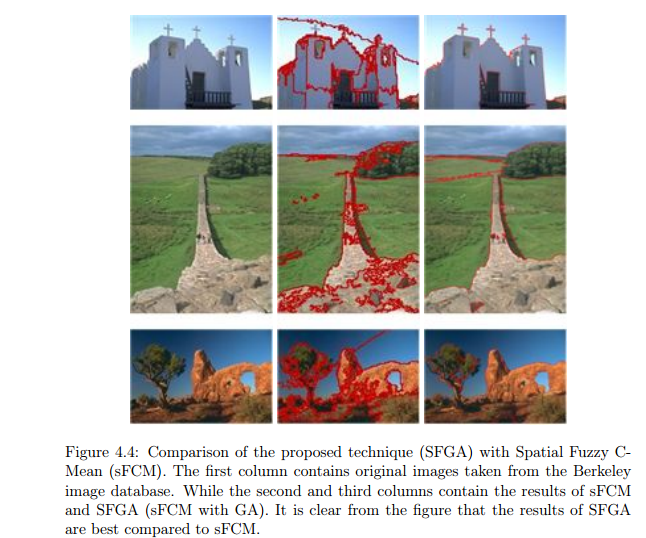 Figure 4.4: Comparison of the proposed technique (SFGA) with Spatial Fuzzy C-
Mean (sFCM). The first column contains original images taken from the Berkeley
image database. While the second and third columns contain the results of sFCM
and SFGA (sFCM with GA). It is clear from the figure that the results of SFGA
are best compared to sFCM.